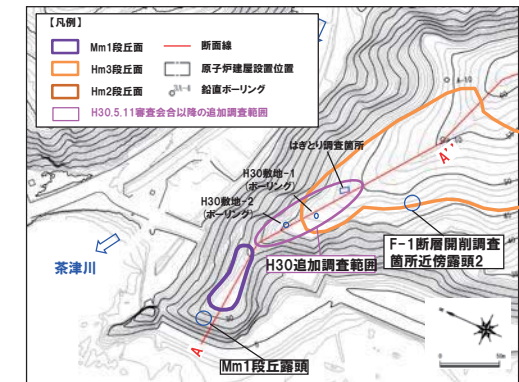 【凡例】
Mm1段丘面
断面線
Hm3段丘面
原子炉建屋設置位置
Hm2段丘面
鉛直ボーリング
H30.5.11審査会合以降の追加調査範囲
はぎとり調査箇所
A''
H30敷地-1
(ボーリング)
H30敷地-2
(ボーリング)
F-1断層開削調査
箇所近傍露頭2
H30追加調査範囲
茶津川
A
Mm1段丘露頭
0
50m